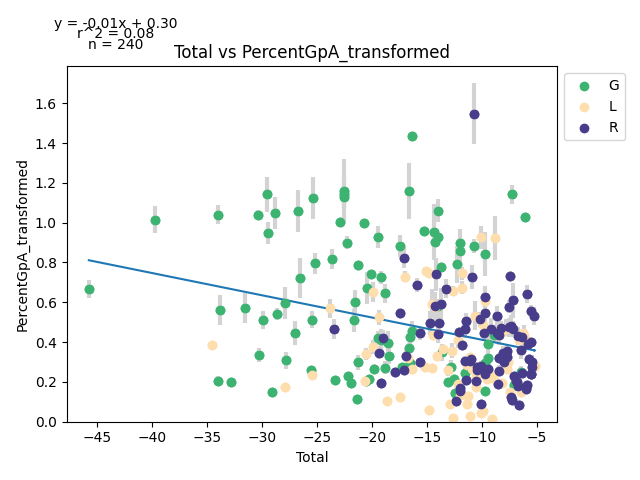 y = -0.01x + 0.30
r^2 = 0.08
n = 240
Total vs PercentGpA_transformed
G
L
R
PercentGpA_transformed
1.6
1.4
1.2
1.0
0.8
0.6
0.4
0.2
0.0
−45 −40 −35 −30 −25 −20 −15 −10 −5
Total